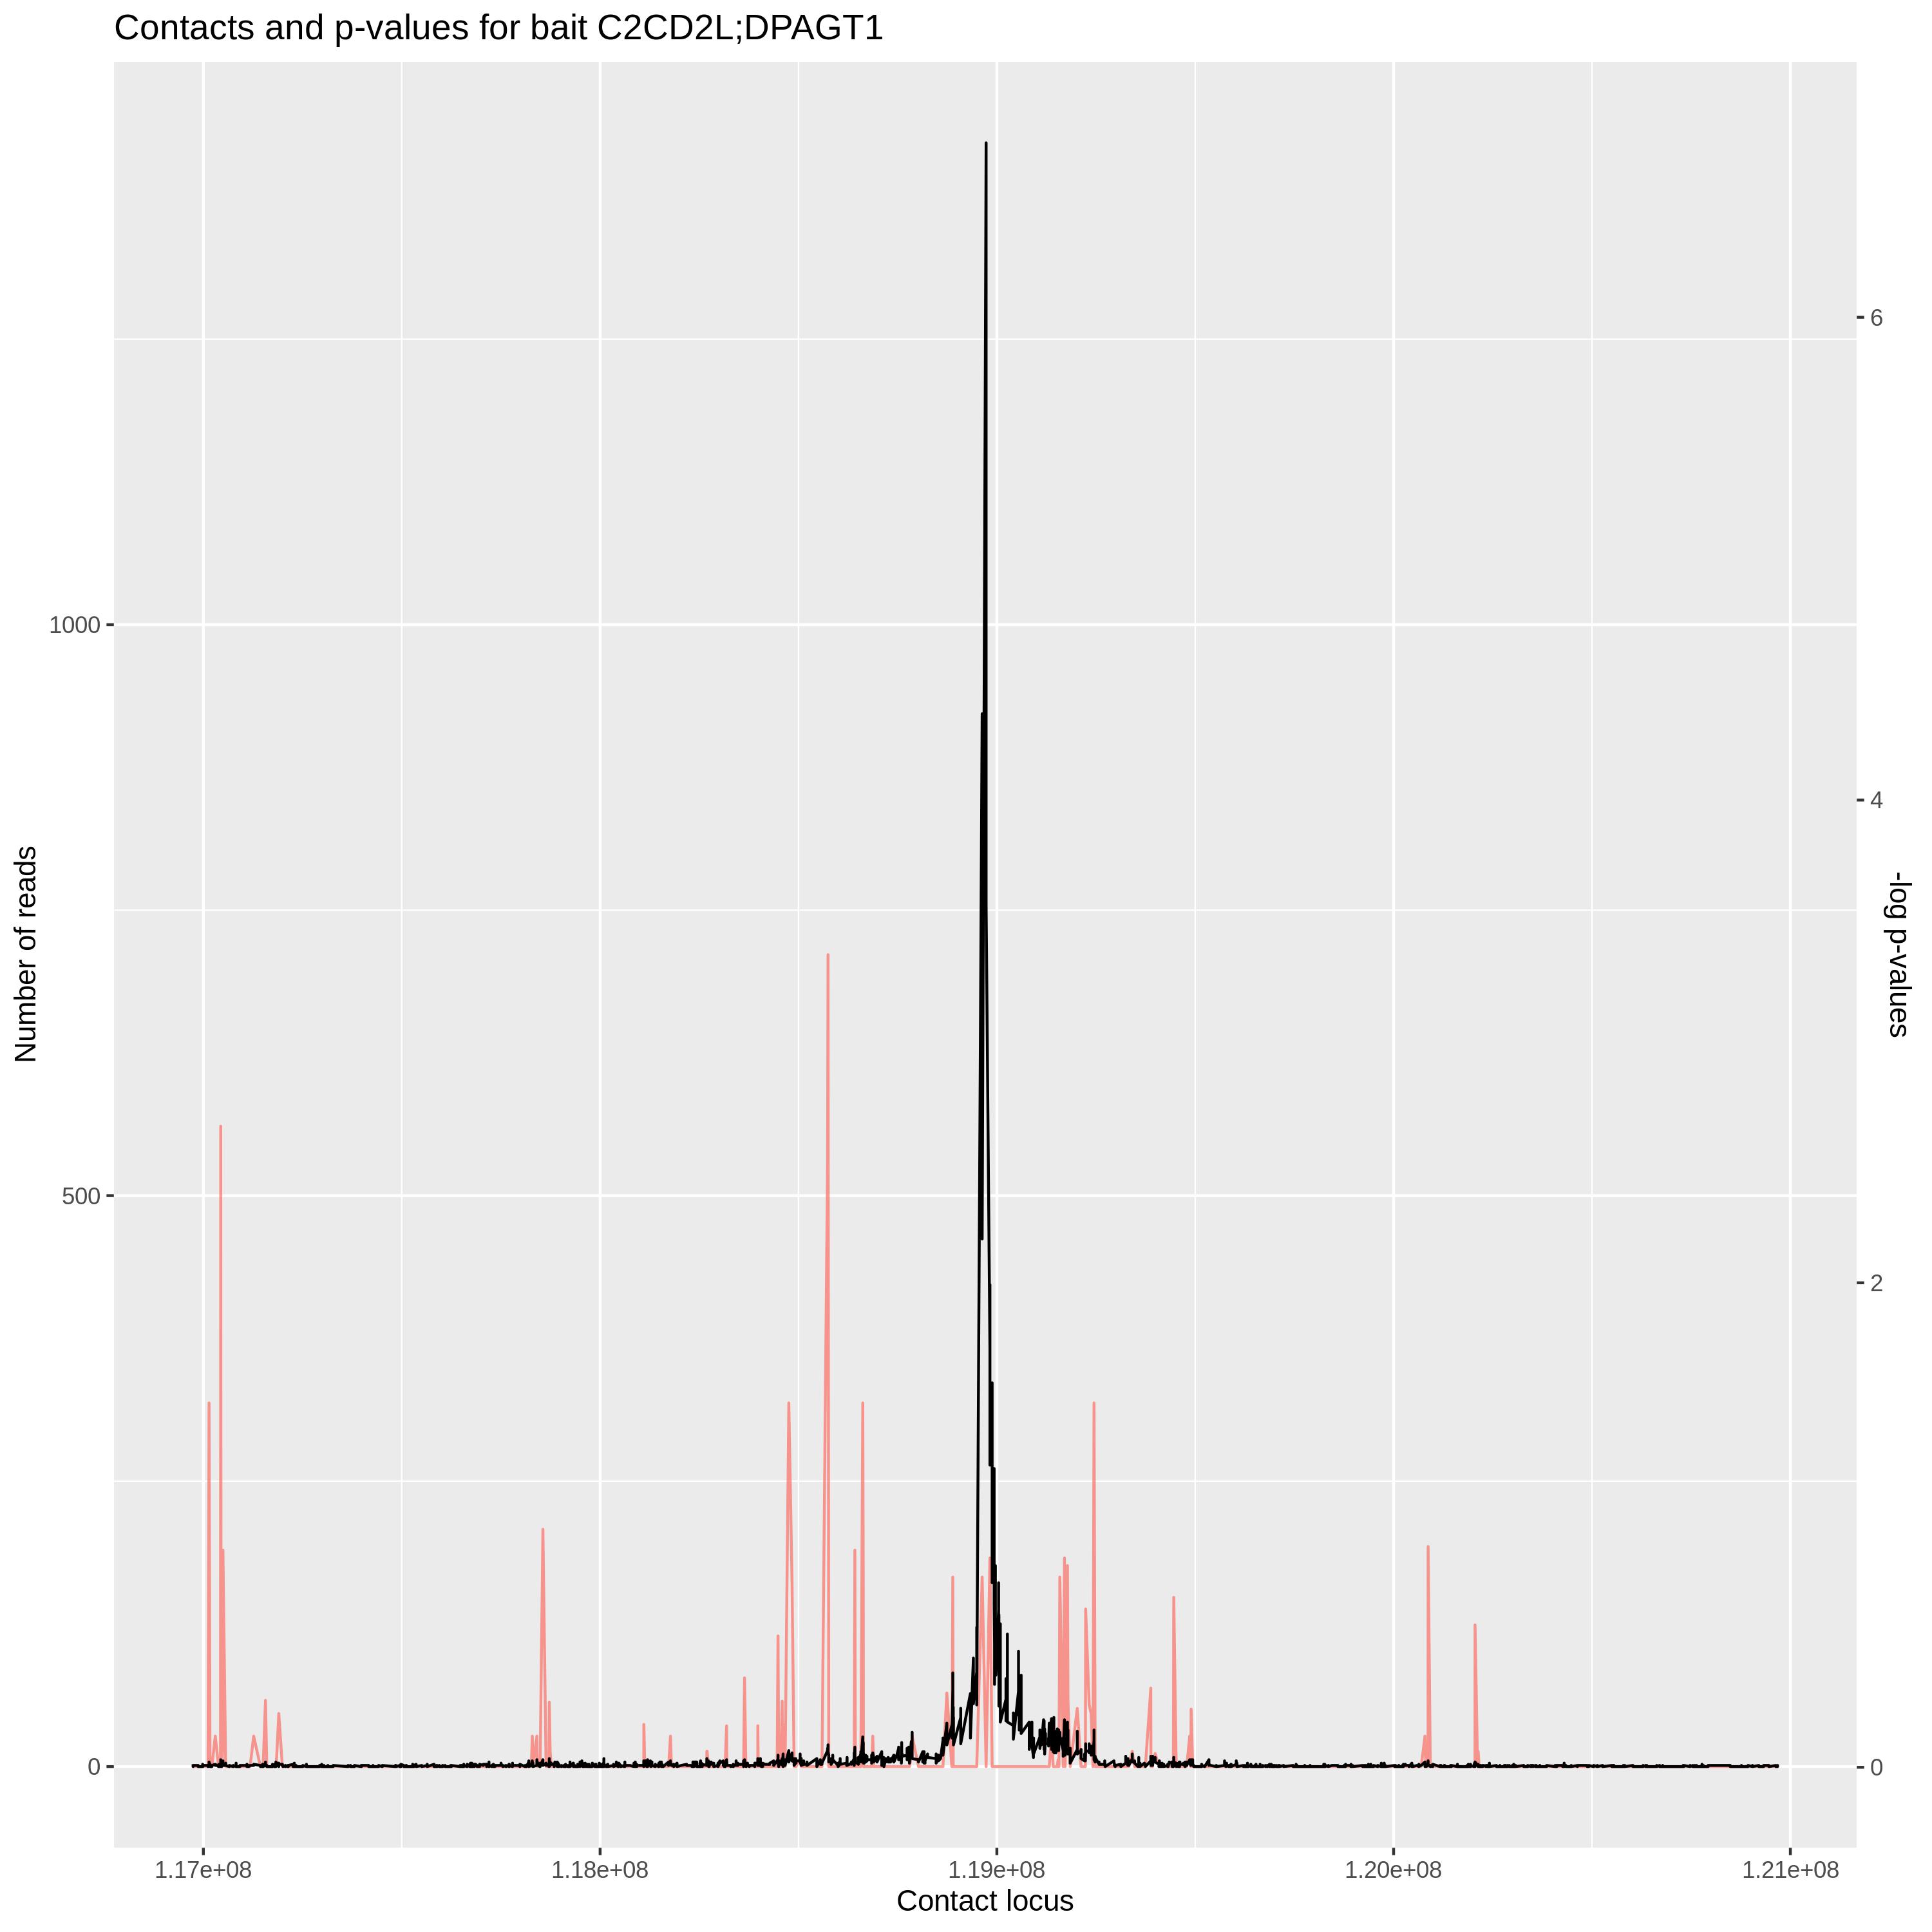 Contacts and p-values for bait C2CD2L;DPAGT1
Number of reads
1000
500
0
6
4
2
0
-log p-values
1.17e+08
1.18e+08
1.19e+08
1.20e+08
1.21e+08
Contact locus